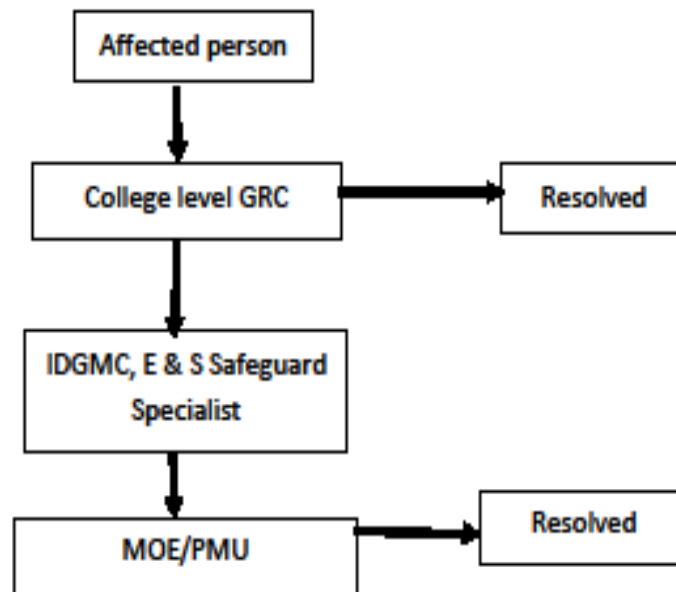 Affected person
College level GRC
Resolved
IDGMC, E & S Safeguard
Specialist
MOE/PMU
Resolved